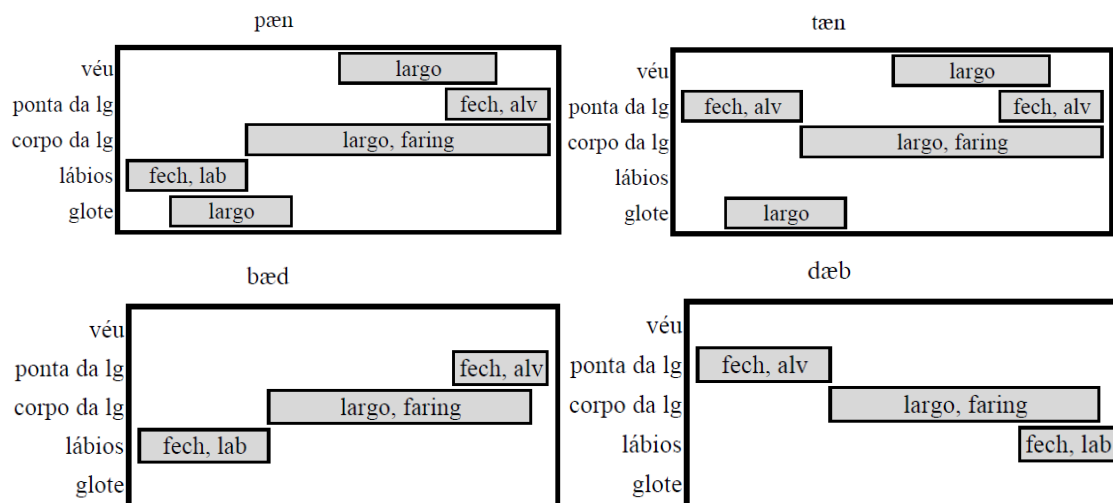 pæn
véu largo
ponta da lg fech, alv
corpo da lg largo, faring
lábios fech, lab
glote largo
tæn
véu largo
ponta da lg fech, alv fech, alv
corpo da lg largo, faring
lábios
glote largo
bæd
véu
ponta da lg fech, alv
corpo da lg largo, faring
lábios fech, lab
glote
dæb
véu
ponta da lg fech, alv
corpo da lg largo, faring
lábios fech, lab
glote